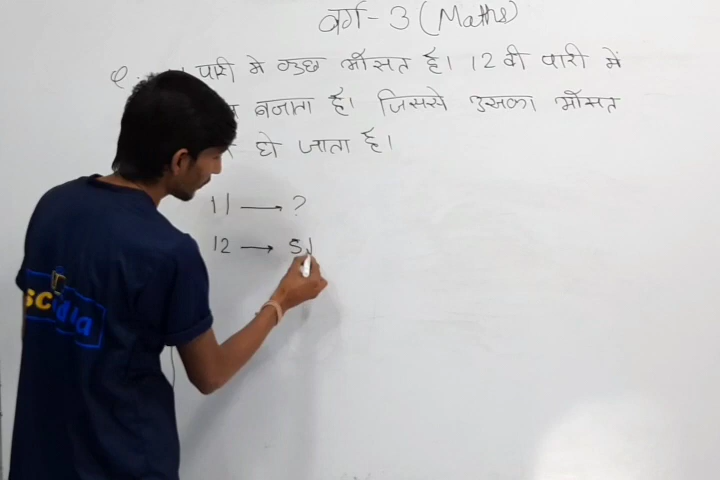 वर्ग - 3 (Maths)
Q. पारी मे कुछ औसत है। 12 वी पारी में
बनाता है। जिससे उसका औसत
हो जाता है।
11 → ?
12 → 51